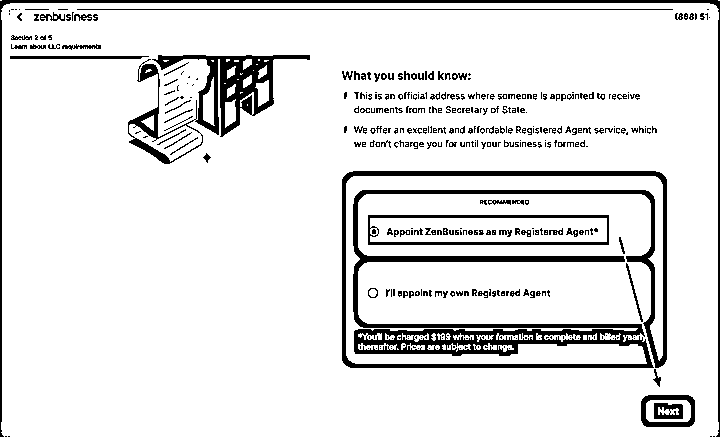 zenbusiness
(888) 51
Section 2 of 5
Learn about LLC requirements
What you should know:
This is an official address where someone is appointed to receive
documents from the Secretary of State.
We offer an excellent and affordable Registered Agent service, which
we don't charge you for until your business is formed.
RECOMMENDED
Appoint ZenBusiness as my Registered Agent*
I'll appoint my own Registered Agent
*You'll be charged $199 when your formation is complete and billed yearly
thereafter. Prices are subject to change.
Next